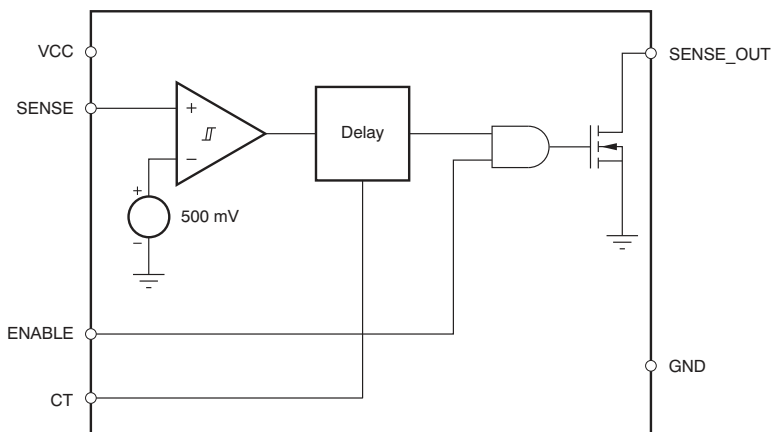 VCC
SENSE_OUT
SENSE
+
Delay
−
+
500 mV
−
ENABLE
GND
CT